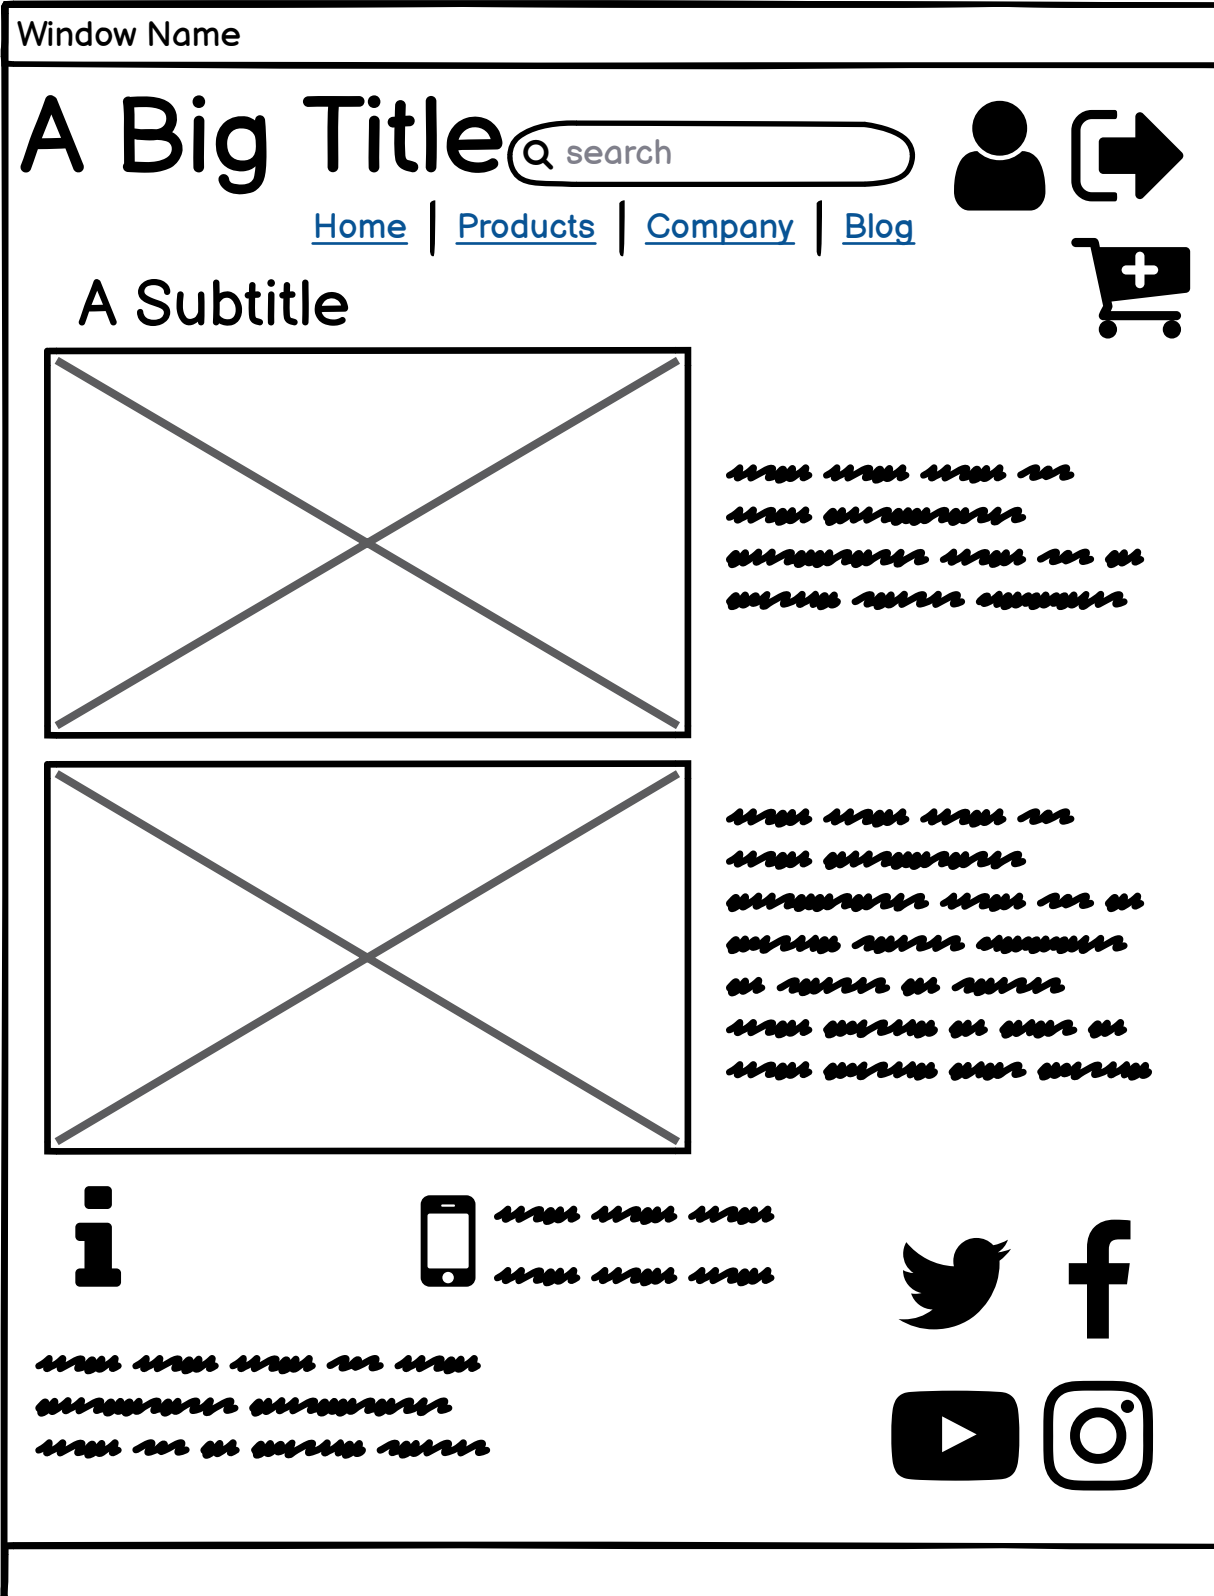 Window Name
A Big Title
search
Home | Products | Company | Blog
A Subtitle